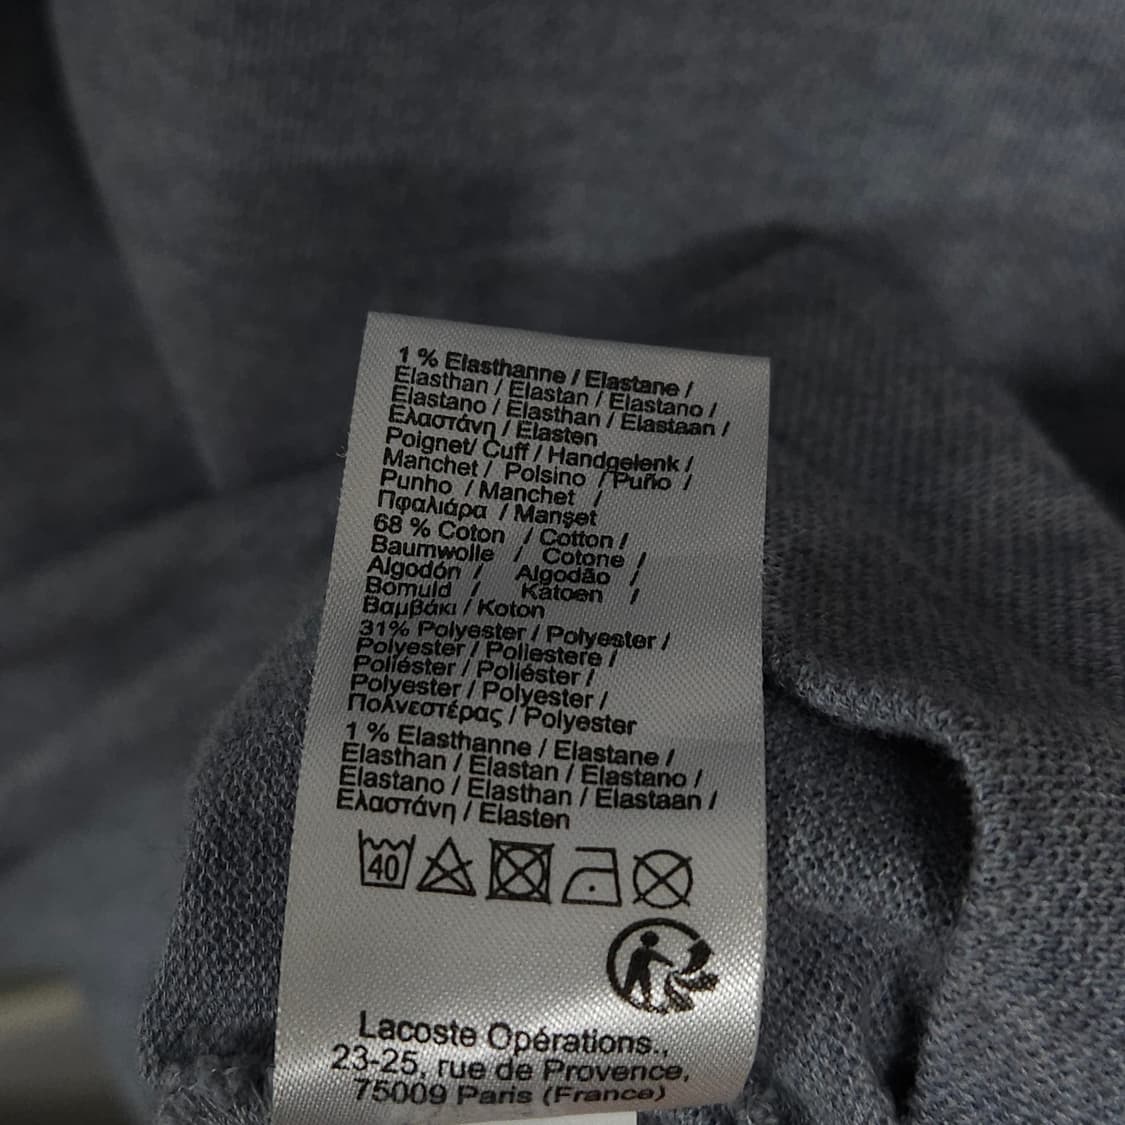 1 % Elasthanne / Elastane /
Elasthan / Elastan / Elastano /
Elastano / Elasthan / Elastaan /
Ελαστάνη / Elasten
Poignet/ Cuff / Handgelenk /
Manchet / Polsino / Puño /
Punho / Manchet /
Πφαλιάρα / Manşet
68 % Coton / Cotton /
Baumwolle / Cotone /
Algodón / Algodão /
Bomuld / Katoen /
Βαμβάκι / Koton
31% Polyester / Polyester /
Polyester / Poliestere /
Poliéster / Poliéster /
Polyester / Polyester /
Πολνεστέρας / Polyester
1 % Elasthanne / Elastane /
Elasthan / Elastan / Elastano /
Elastano / Elasthan / Elastaan /
Ελαστάνη / Elasten
40
Lacoste Opérations.,
23-25, rue de Provence,
75009 Paris (France)